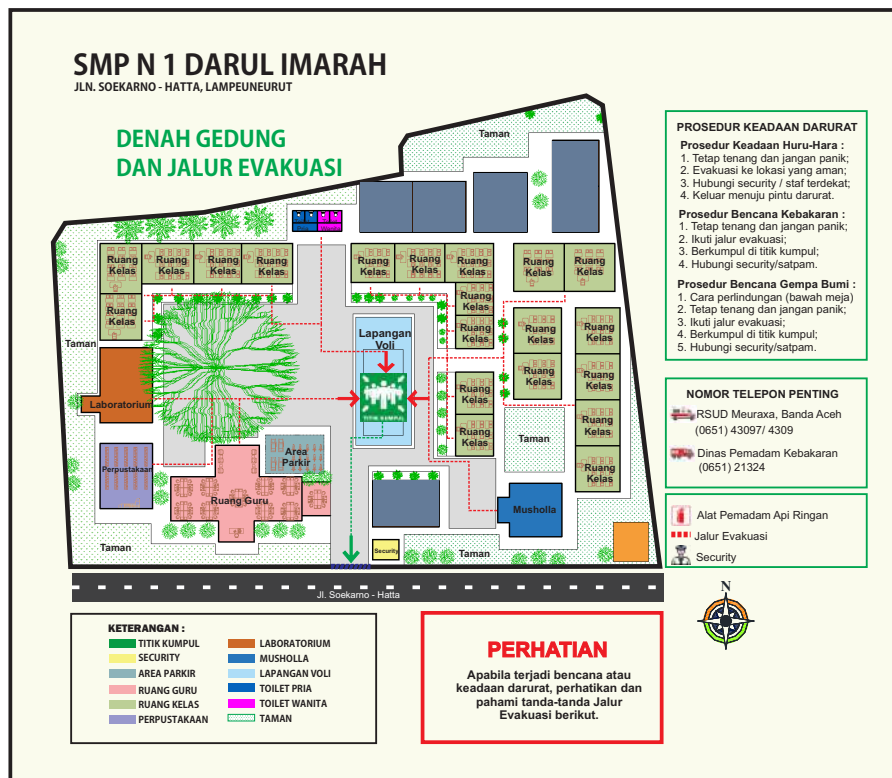 SMP N 1 DARUL IMARAH
JLN. SOEKARNO - HATTA, LAMPEUNEURUT
DENAH GEDUNG
DAN JALUR EVAKUASI
Taman
Pria
Ruang
Kelas
Ruang
Kelas
Ruang
Kelas
Ruang
Kelas
Ruang
Kelas
Ruang
Kelas
Ruang
Kelas
Ruang
Kelas
Ruang
Kelas
Ruang
Kelas
Ruang
Kelas
Ruang
Kelas
Ruang
Kelas
Ruang
Kelas
Ruang
Kelas
Ruang
Kelas
Ruang
Kelas
Ruang
Kelas
Ruang
Kelas
Ruang
Kelas
Ruang
Kelas
Lapangan
Voli
TITIK KUMPUL
Taman
Laboratorium
Perpustakaan
Area
Parkir
Ruang Guru
Taman
Musholla
Security
Taman
Taman
Jl. Soekarno - Hatta
PROSEDUR KEADAAN DARURAT
Prosedur Keadaan Huru-Hara :
1. Tetap tenang dan jangan panik;
2. Evakuasi ke lokasi yang aman;
3. Hubungi security / staf terdekat;
4. Keluar menuju pintu darurat.
Prosedur Bencana Kebakaran :
1. Tetap tenang dan jangan panik;
2. Ikuti jalur evakuasi;
3. Berkumpul di titik kumpul;
4. Hubungi security/satpam.
Prosedur Bencana Gempa Bumi :
1. Cara perlindungan (bawah meja)
2. Tetap tenang dan jangan panik;
3. Ikuti jalur evakuasi;
4. Berkumpul di titik kumpul;
5. Hubungi security/satpam.
NOMOR TELEPON PENTING
RSUD Meuraxa, Banda Aceh
(0651) 43097/ 4309
Dinas Pemadam Kebakaran
(0651) 21324
Alat Pemadam Api Ringan
Jalur Evakuasi
Security
N
KETERANGAN :
TITIK KUMPUL
SECURITY
AREA PARKIR
RUANG GURU
RUANG KELAS
PERPUSTAKAAN
LABORATORIUM
MUSHOLLA
LAPANGAN VOLI
TOILET PRIA
TOILET WANITA
TAMAN
PERHATIAN
Apabila terjadi bencana atau
keadaan darurat, perhatikan dan
pahami tanda-tanda Jalur
Evakuasi berikut.